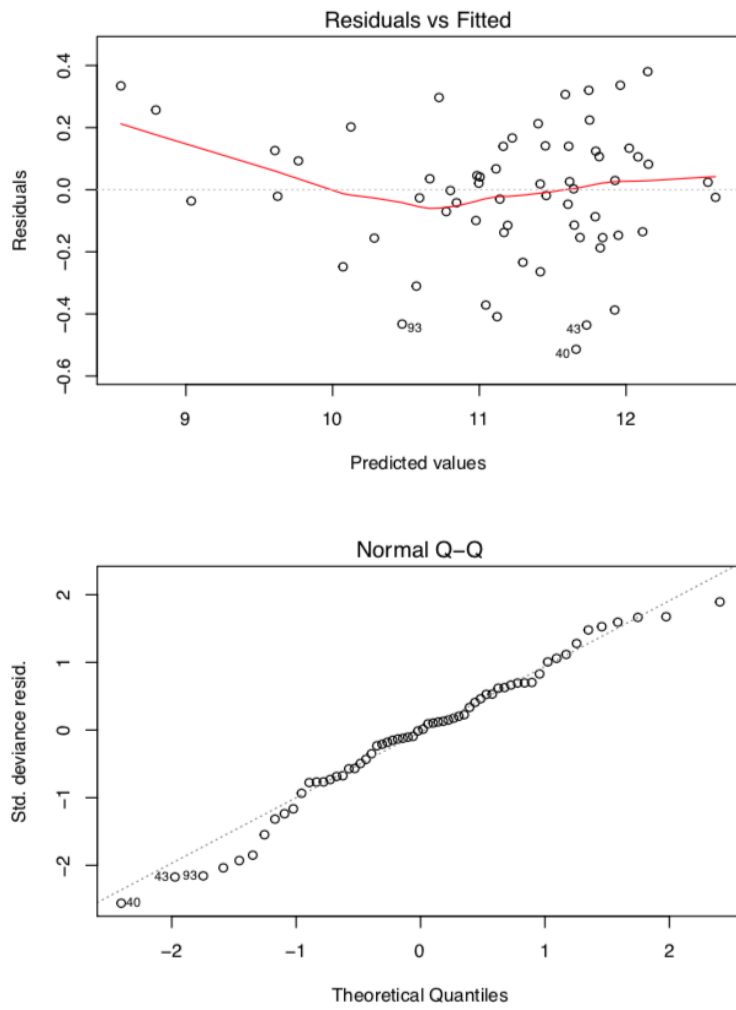 Residuals vs Fitted
0.4
0.2
0.0
−0.2
−0.4
−0.6
Residuals
93
43
40
9 10 11 12
Predicted values
Normal Q−Q
2
1
0
−1
−2
Std. deviance resid.
43 93
40
−2 −1 0 1 2
Theoretical Quantiles